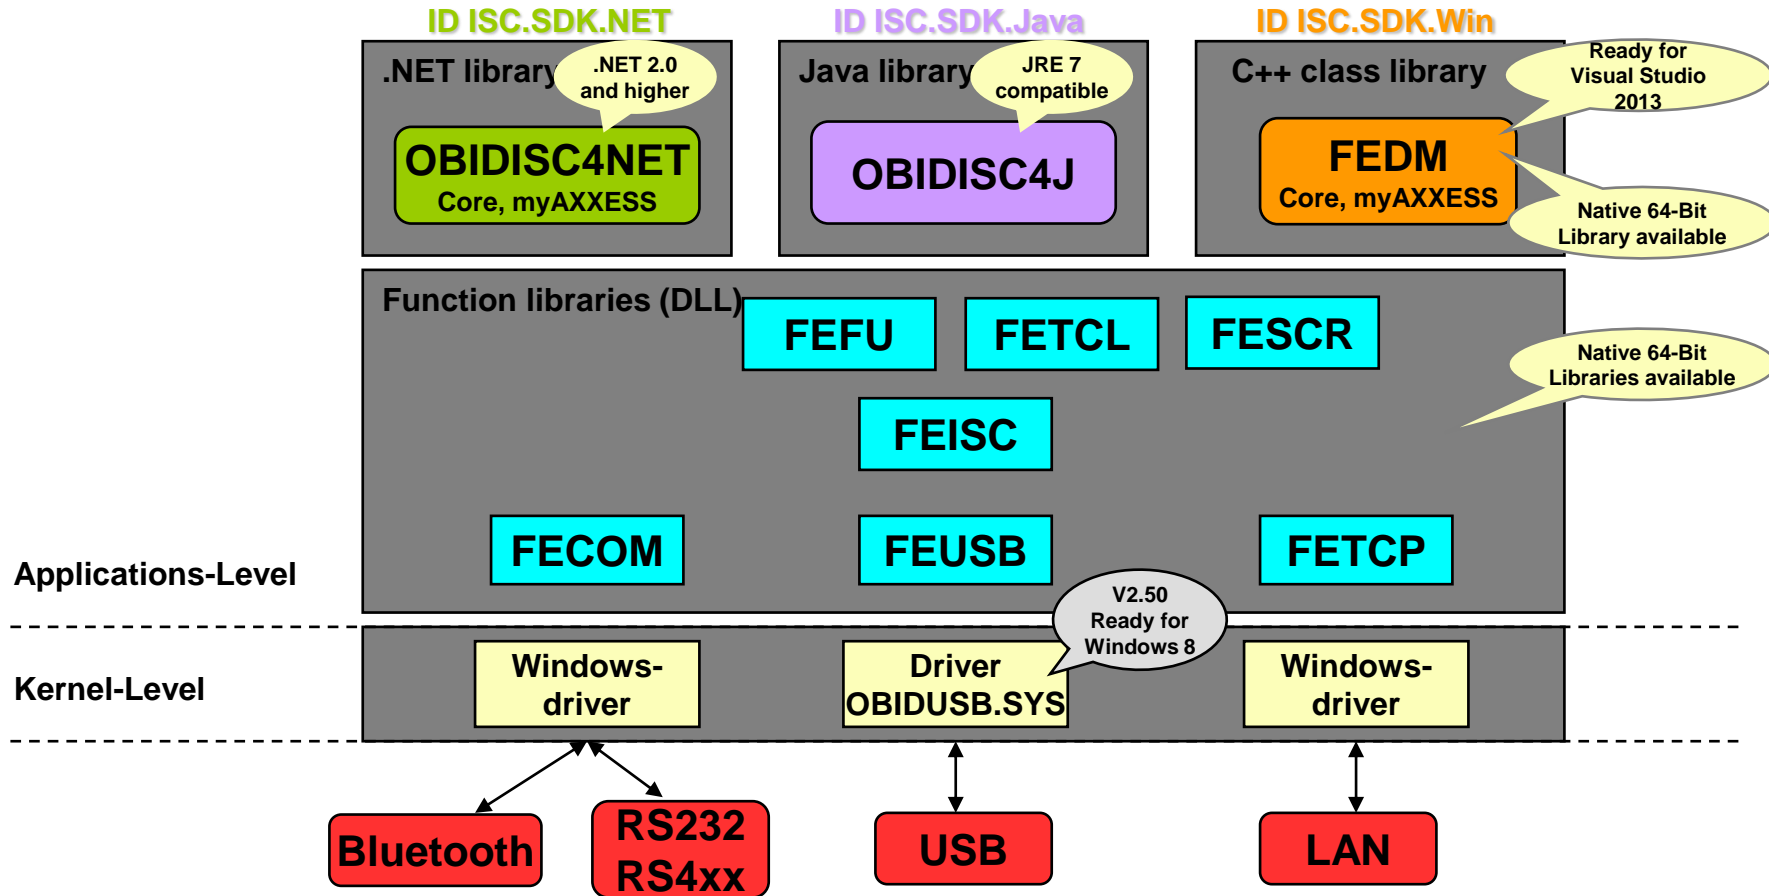 ID ISC.SDK.NET
ID ISC.SDK.Java
ID ISC.SDK.Win
.NET library
.NET 2.0
and higher
OBIDISC4NET
Core, myAXXESS
Java library
JRE 7
compatible
OBIDISC4J
C++ class library
Ready for
Visual Studio
2013
FEDM
Core, myAXXESS
Native 64-Bit
Library available
Function libraries (DLL)
FEFU
FETCL
FESCR
Native 64-Bit
Libraries available
FEISC
FECOM
FEUSB
FETCP
Applications-Level
V2.50
Ready for
Windows 8
Kernel-Level
Windows-
driver
Driver
OBIDUSB.SYS
Windows-
driver
Bluetooth
RS232
RS4xx
USB
LAN